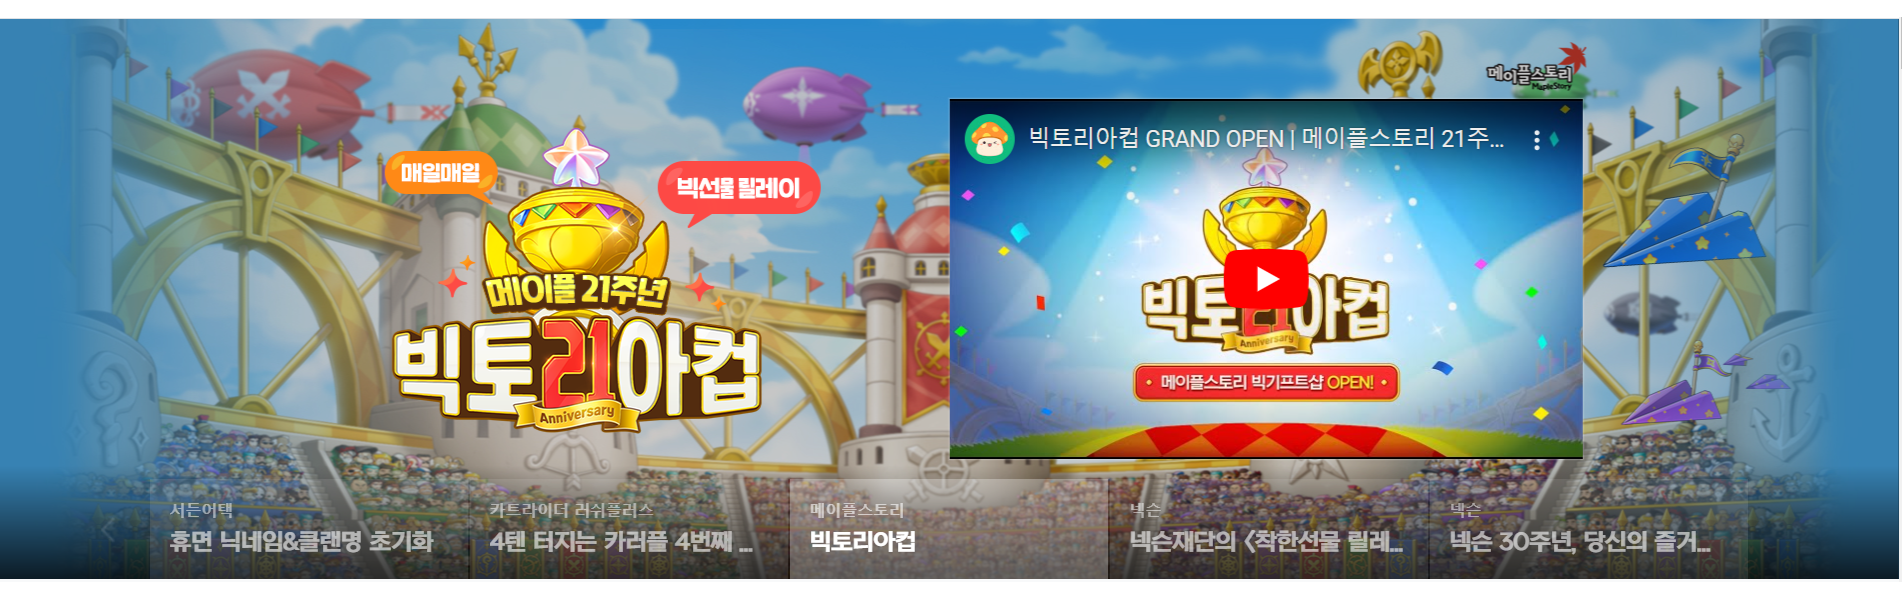 메이플스토리
MapleStory
매일매일
빅선물 릴레이
메이플 21주년
빅토21아컵
Anniversary
빅토리아컵 GRAND OPEN | 메이플스토리 21주...
빅토21아컵
Anniversary
• 메이플스토리 빅기프트샵 OPEN! •
서든어택
휴면 닉네임&클랜명 초기화
카트라이더 러쉬플러스
4텐 터지는 카러플 4번째 ...
메이플스토리
빅토리아컵
넥슨
넥슨재단의 〈착한선물 릴레...
넥슨
넥슨 30주년, 당신의 즐거...